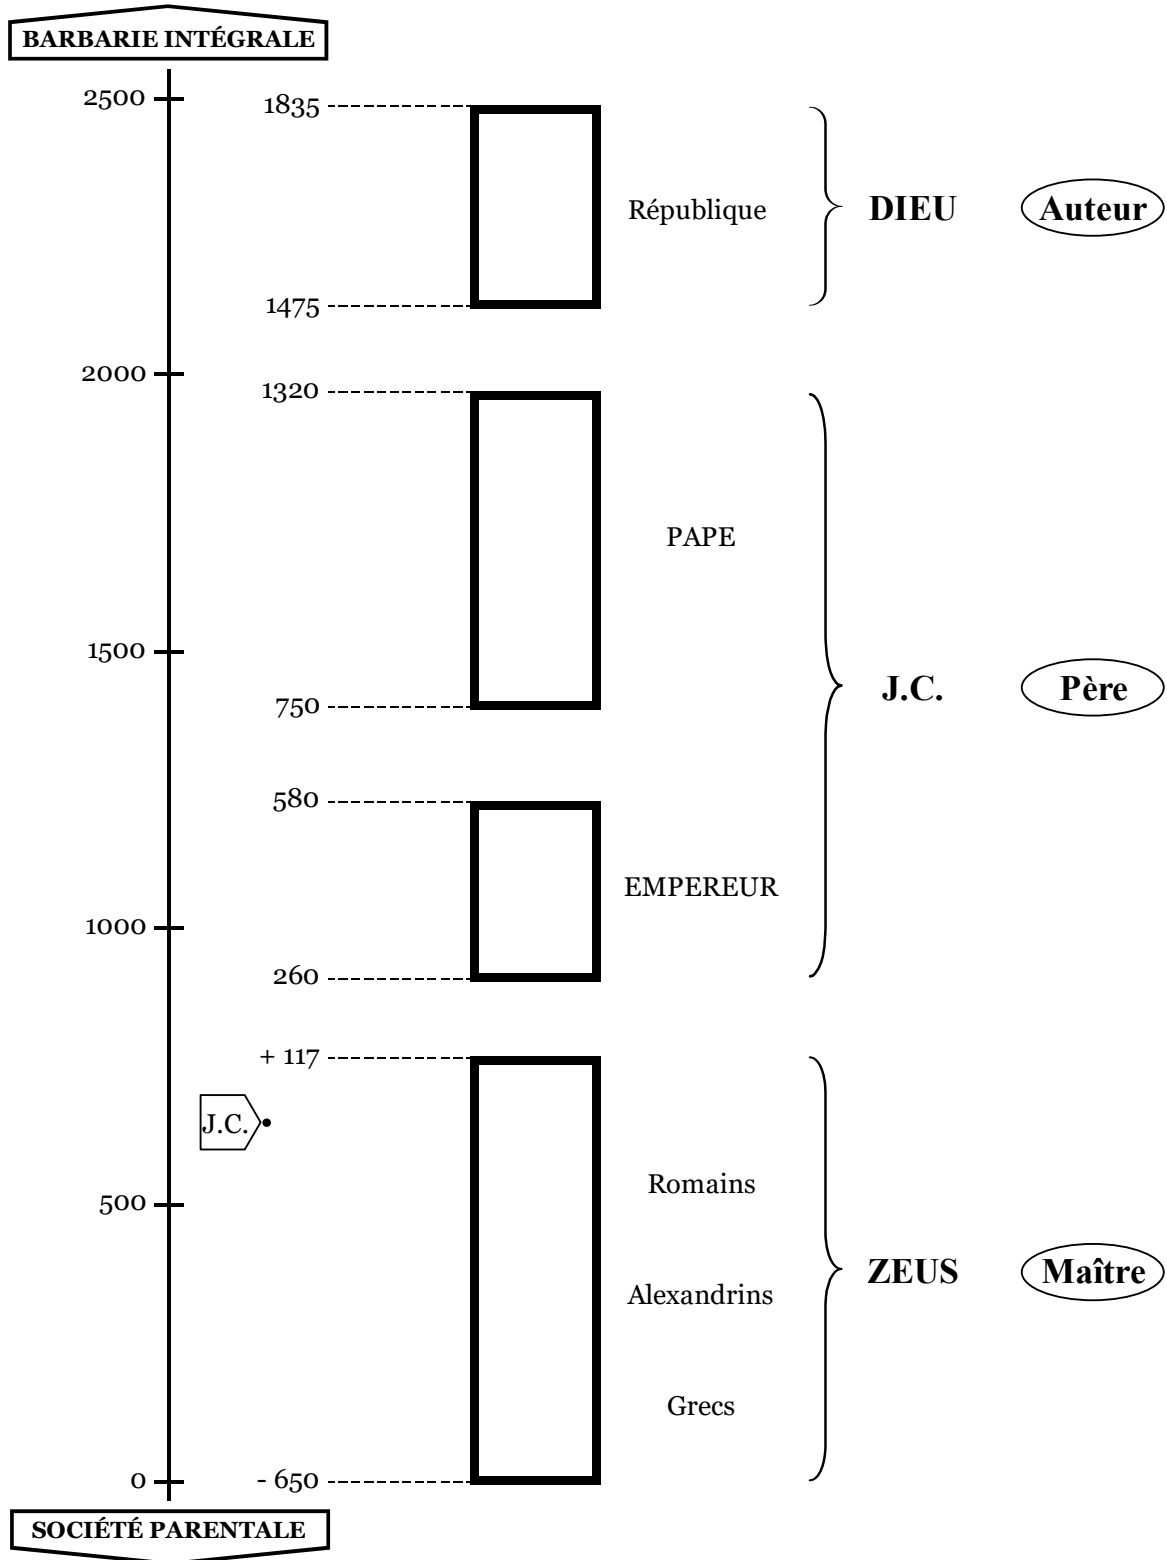 BARBARIE INTÉGRALE
2500
1835
République
DIEU
Auteur
1475
2000
1320
PAPE
1500
J.C.
Père
750
580
EMPEREUR
1000
260
+ 117
J.C.
Romains
500
ZEUS
Maître
Alexandrins
Grecs
0
- 650
SOCIÉTÉ PARENTALE